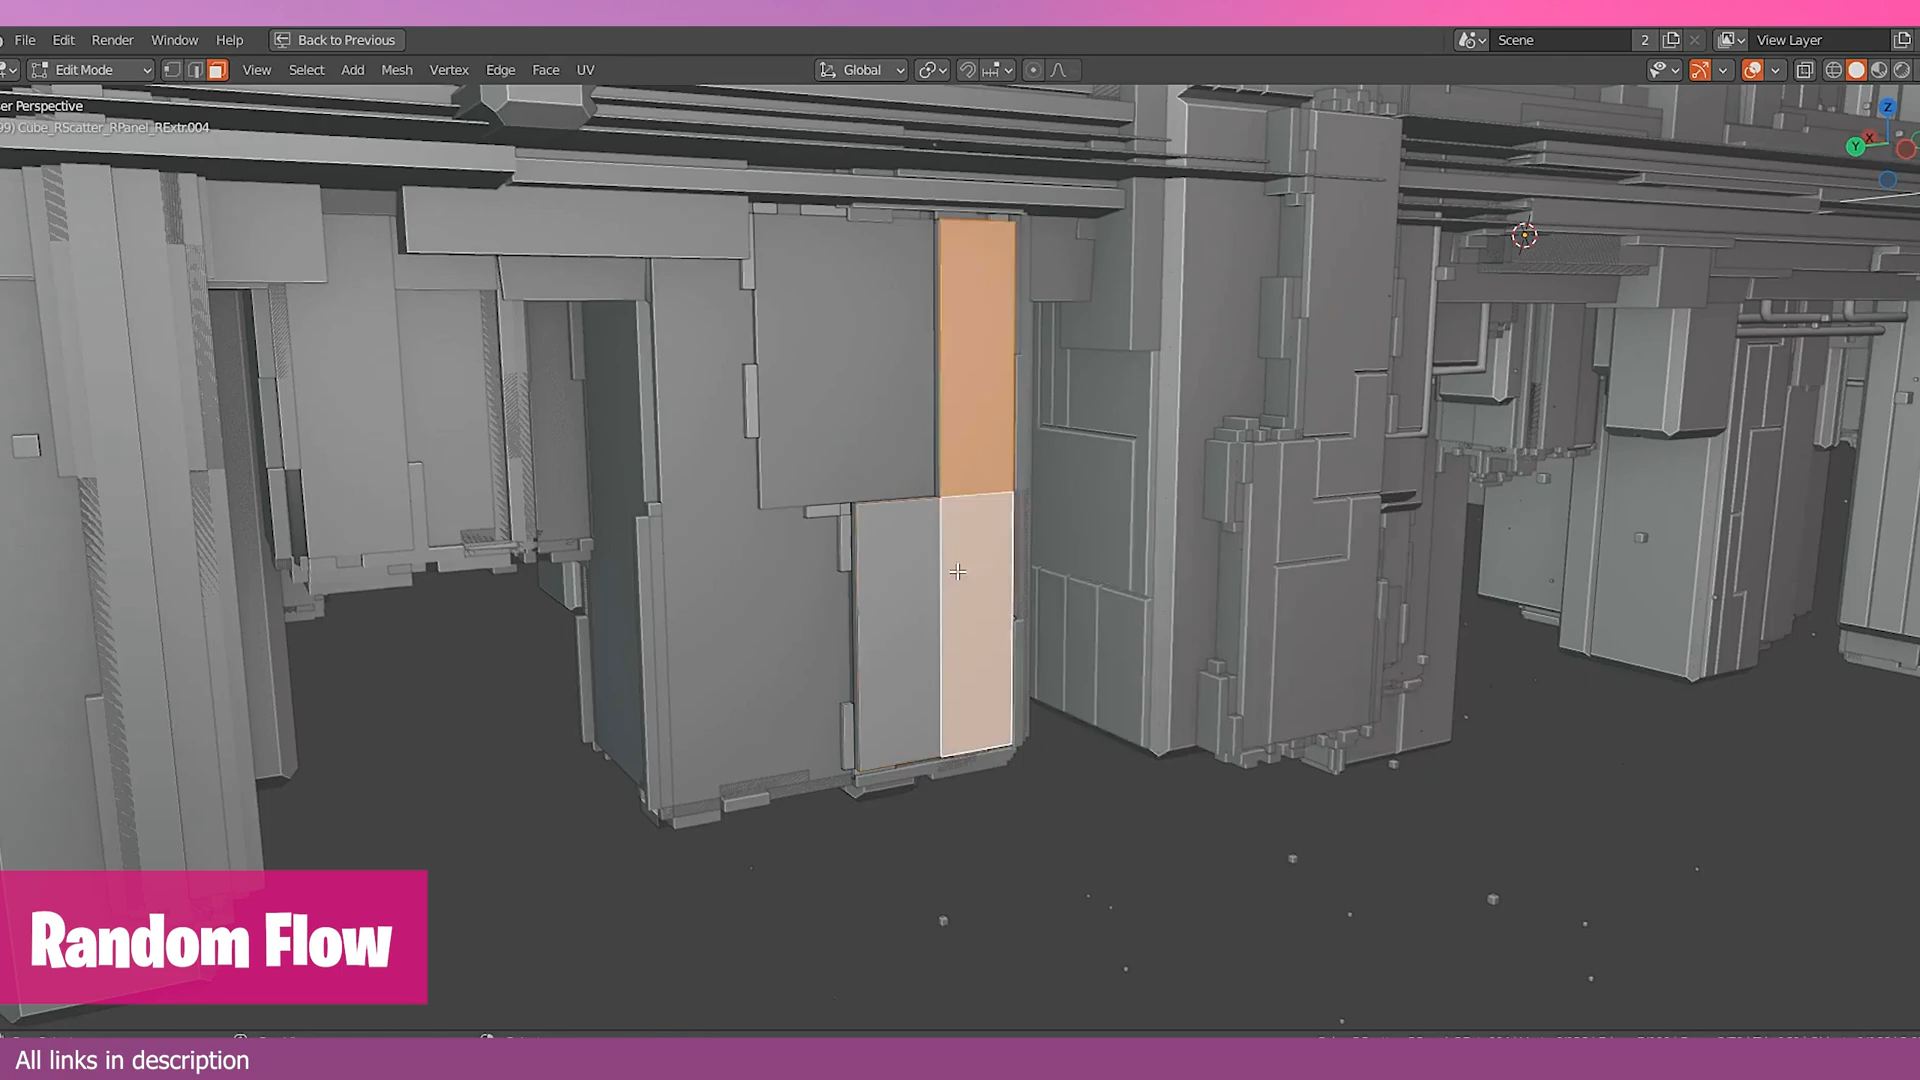 File Edit Render Window Help Back to Previous Scene 2 View Layer
Edit Mode View Select Add Mesh Vertex Edge Face UV Global
er Perspective
99) Cube_RScatter_RPanel_RExtr.004
Z
X
Y
Random Flow
All links in description